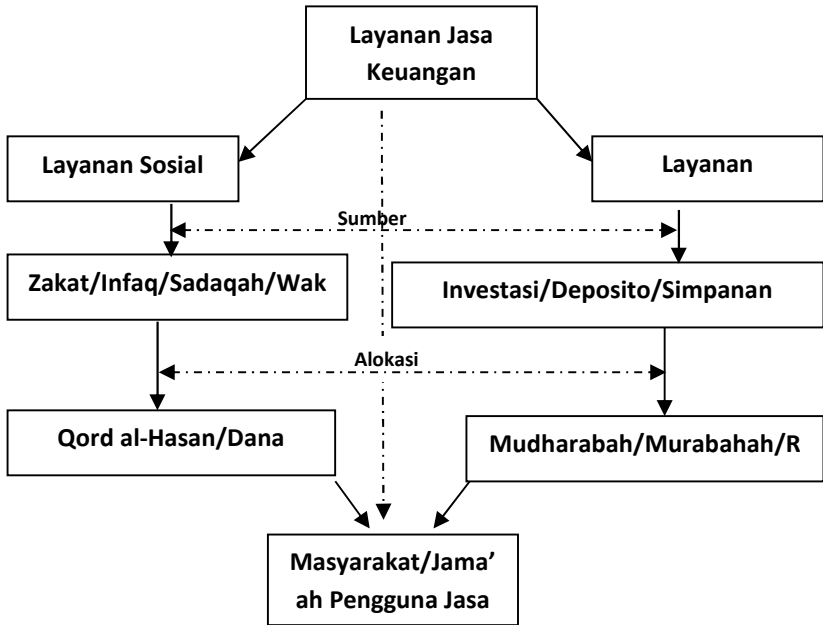 Layanan Jasa
Keuangan
Layanan Sosial
Layanan
Sumber
Zakat/Infaq/Sadaqah/Wak
Investasi/Deposito/Simpanan
Alokasi
Qord al-Hasan/Dana
Mudharabah/Murabahah/R
Masyarakat/Jama’
ah Pengguna Jasa